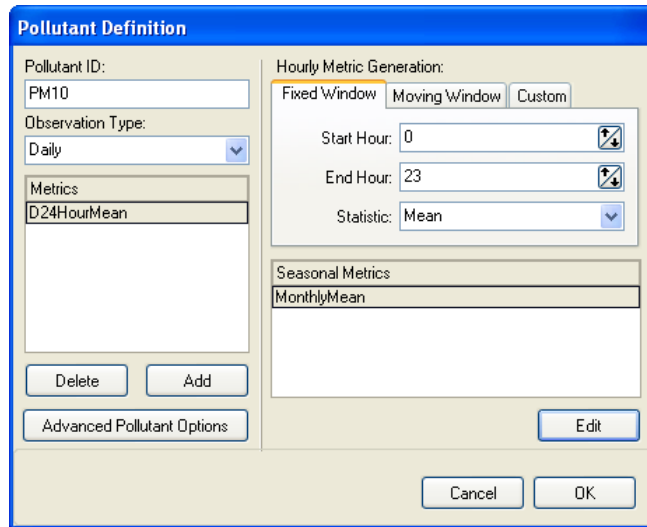 Pollutant Definition
Pollutant ID:
PM10
Observation Type:
Daily
Metrics
D24HourMean
Delete
Add
Advanced Pollutant Options
Hourly Metric Generation:
Fixed Window
Moving Window
Custom
Start Hour: 0
End Hour: 23
Statistic: Mean
Seasonal Metrics
MonthlyMean
Edit
Cancel
OK